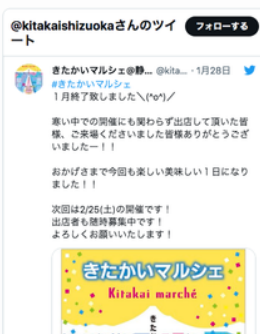 @kitakaishizuokaさんのツイ
ート
フォローする
きたかいマルシェ@静... @kita... · 1月28日
#きたかいマルシェ
1月終了致しました＼(^o^)／
寒い中での開催にも関わらず出店して頂いた皆
様、ご来場くださいました皆様ありがとうござ
いましたー！！
おかげさまで今回も楽しい美味しい１日になり
ました！！
次回は2/25(土)の開催です！
出店者も随時募集中です！
よろしくお願いいたします！
きたかいマルシェ
Kitakai marché
きた